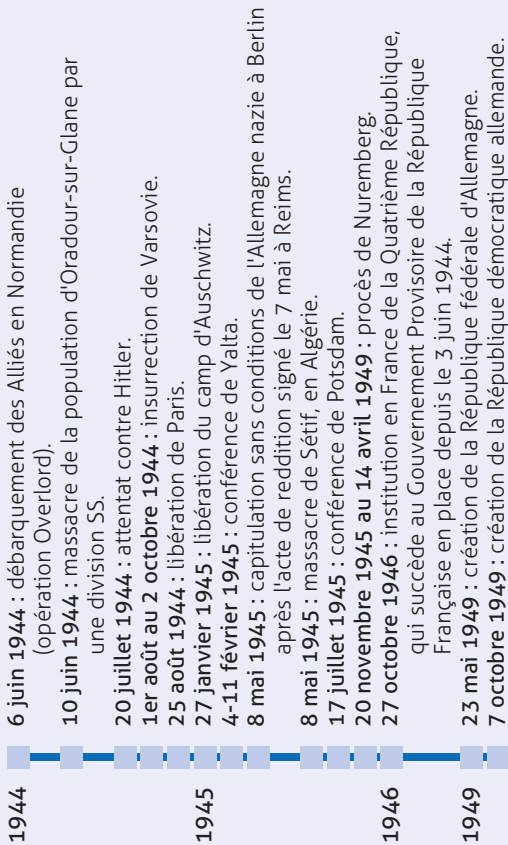 1944
6 juin 1944 : débarquement des Alliés en Normandie
(opération Overlord).
10 juin 1944 : massacre de la population d'Oradour-sur-Glane par
une division SS.
20 juillet 1944 : attentat contre Hitler.
1er août au 2 octobre 1944 : insurrection de Varsovie.
25 août 1944 : libération de Paris.
1945
27 janvier 1945 : libération du camp d'Auschwitz.
4-11 février 1945 : conférence de Yalta.
8 mai 1945 : capitulation sans conditions de l'Allemagne nazie à Berlin
après l'acte de reddition signé le 7 mai à Reims.
8 mai 1945 : massacre de Sétif, en Algérie.
17 juillet 1945 : conférence de Potsdam.
20 novembre 1945 au 14 avril 1949 : procès de Nuremberg.
1946
27 octobre 1946 : institution en France de la Quatrième République,
qui succède au Gouvernement Provisoire de la République
Française en place depuis le 3 juin 1944.
1949
23 mai 1949 : création de la République fédérale d'Allemagne.
7 octobre 1949 : création de la République démocratique allemande.